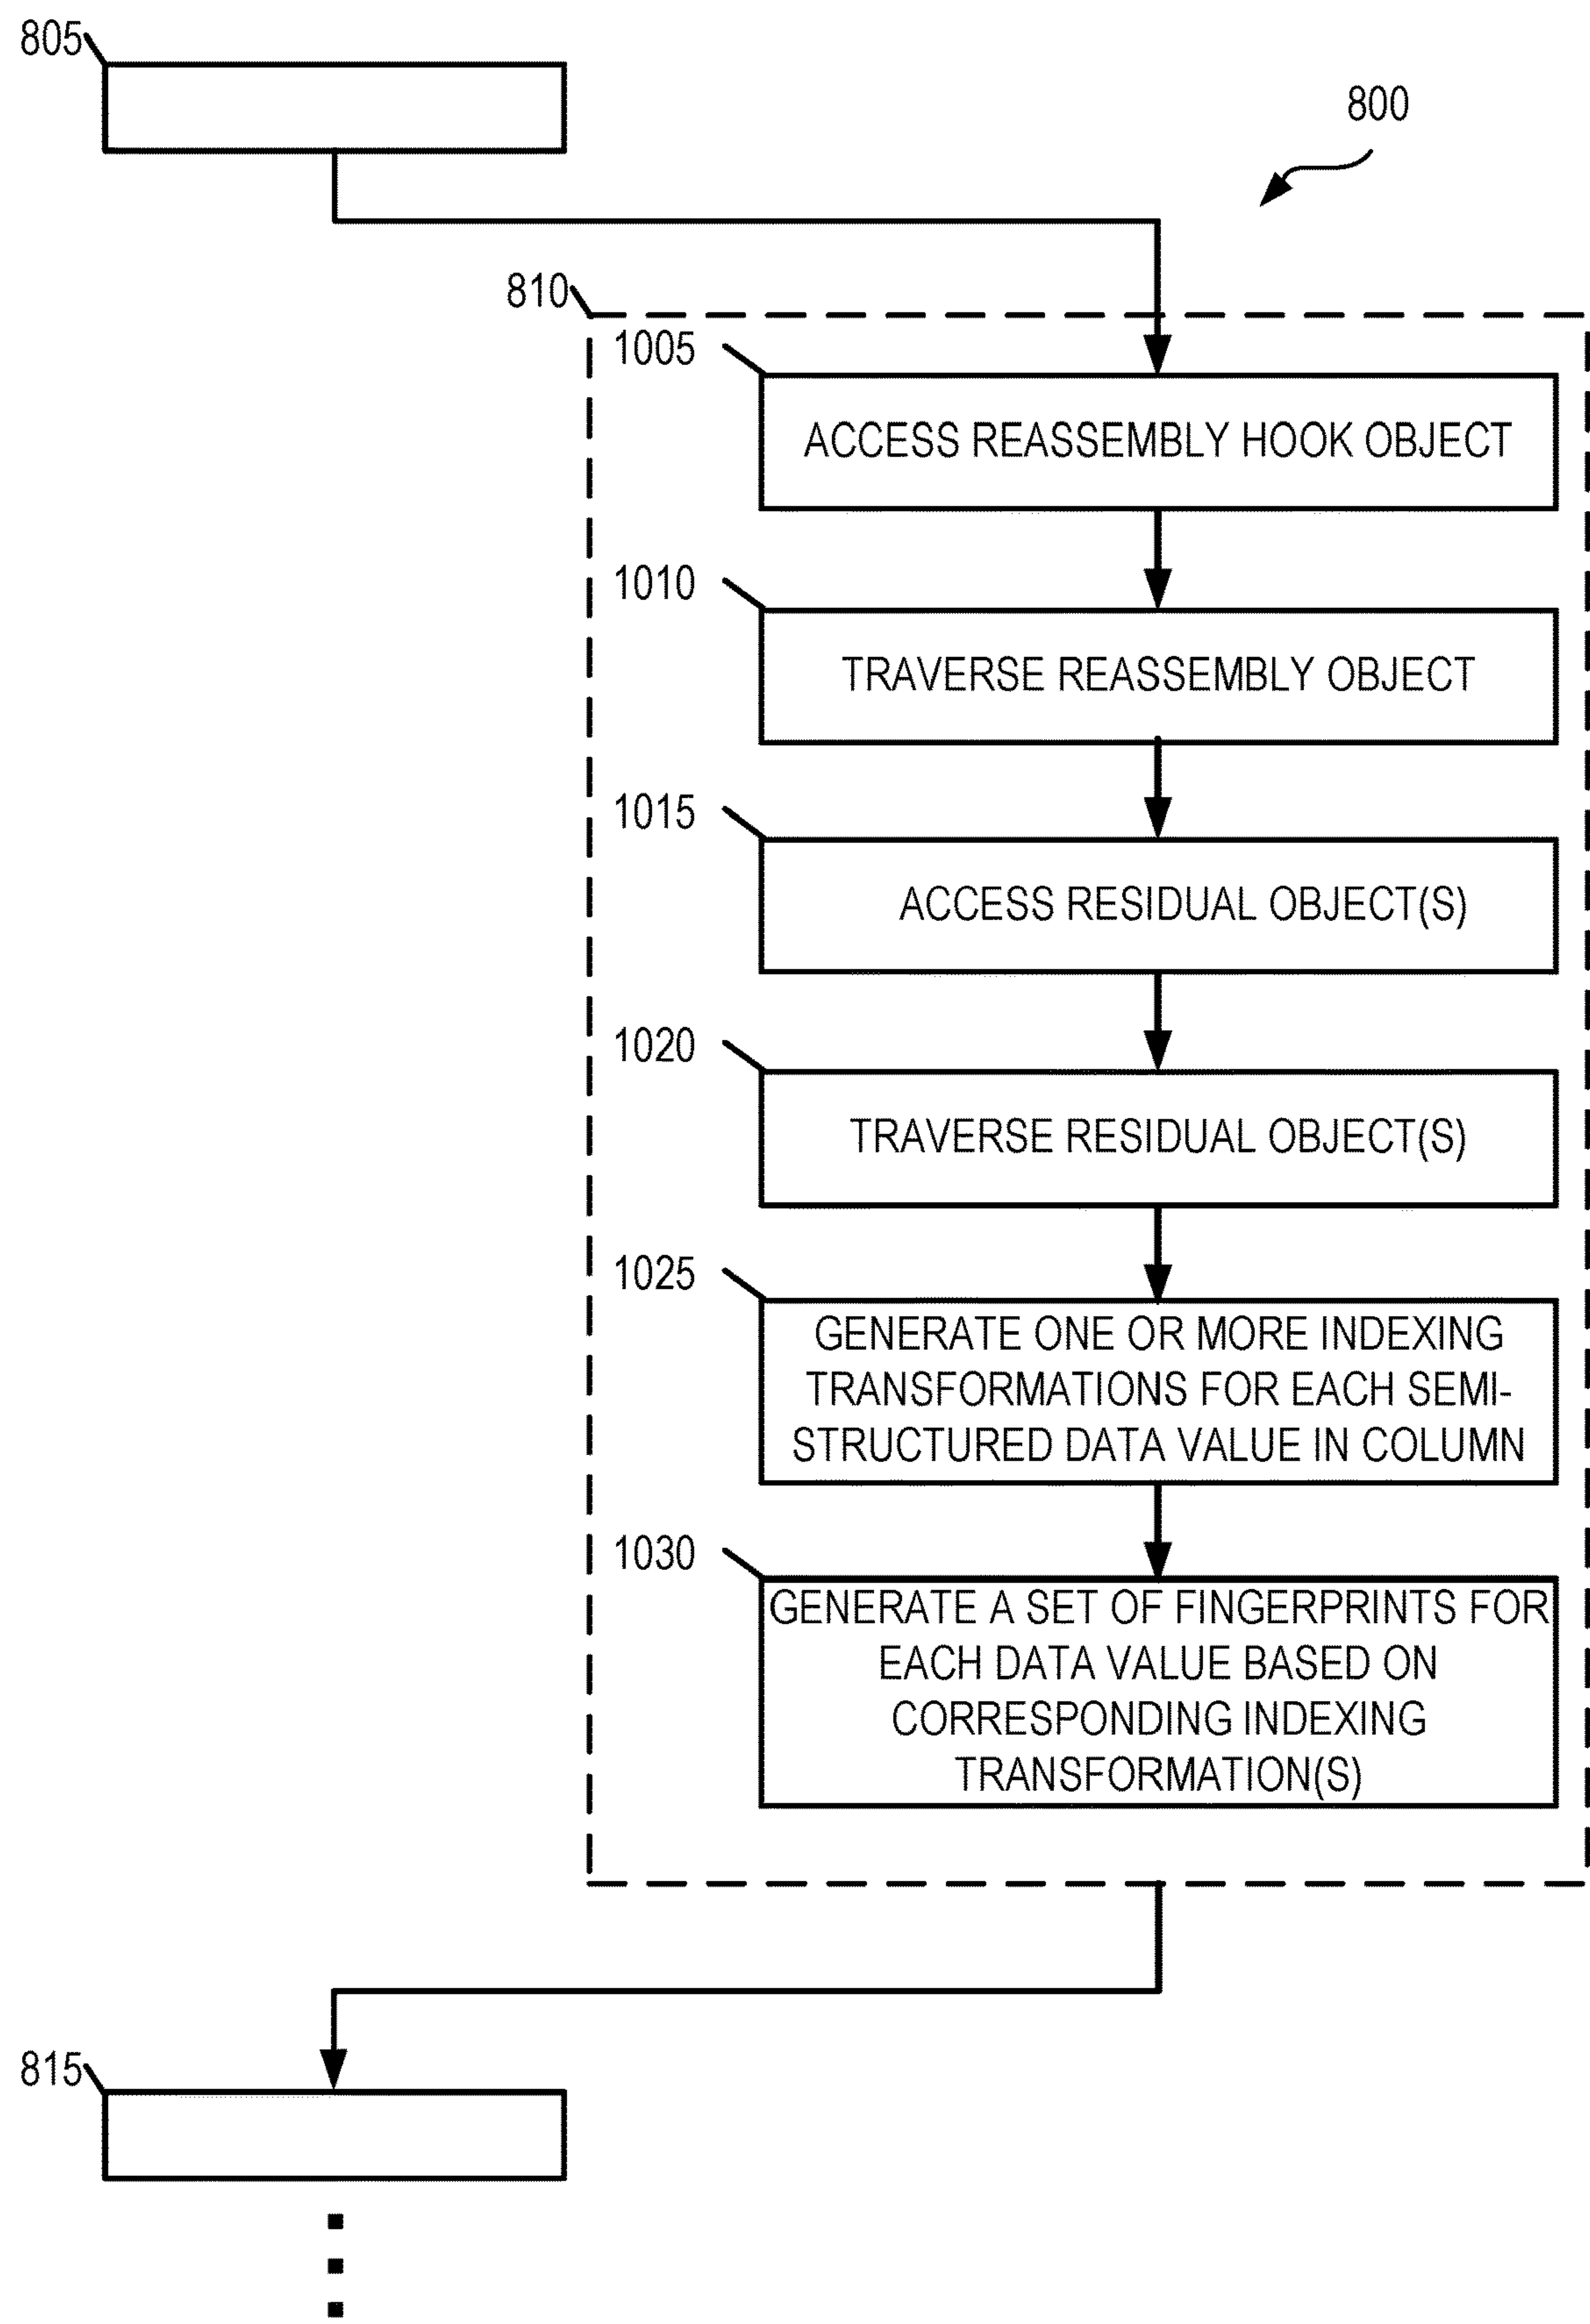 805
800
810
1005
ACCESS REASSEMBLY HOOK OBJECT
1010
TRAVERSE REASSEMBLY OBJECT
1015
ACCESS RESIDUAL OBJECT(S)
1020
TRAVERSE RESIDUAL OBJECT(S)
1025
GENERATE ONE OR MORE INDEXING
TRANSFORMATIONS FOR EACH SEMI-
STRUCTURED DATA VALUE IN COLUMN
1030
GENERATE A SET OF FINGERPRINTS FOR
EACH DATA VALUE BASED ON
CORRESPONDING INDEXING
TRANSFORMATION(S)
815